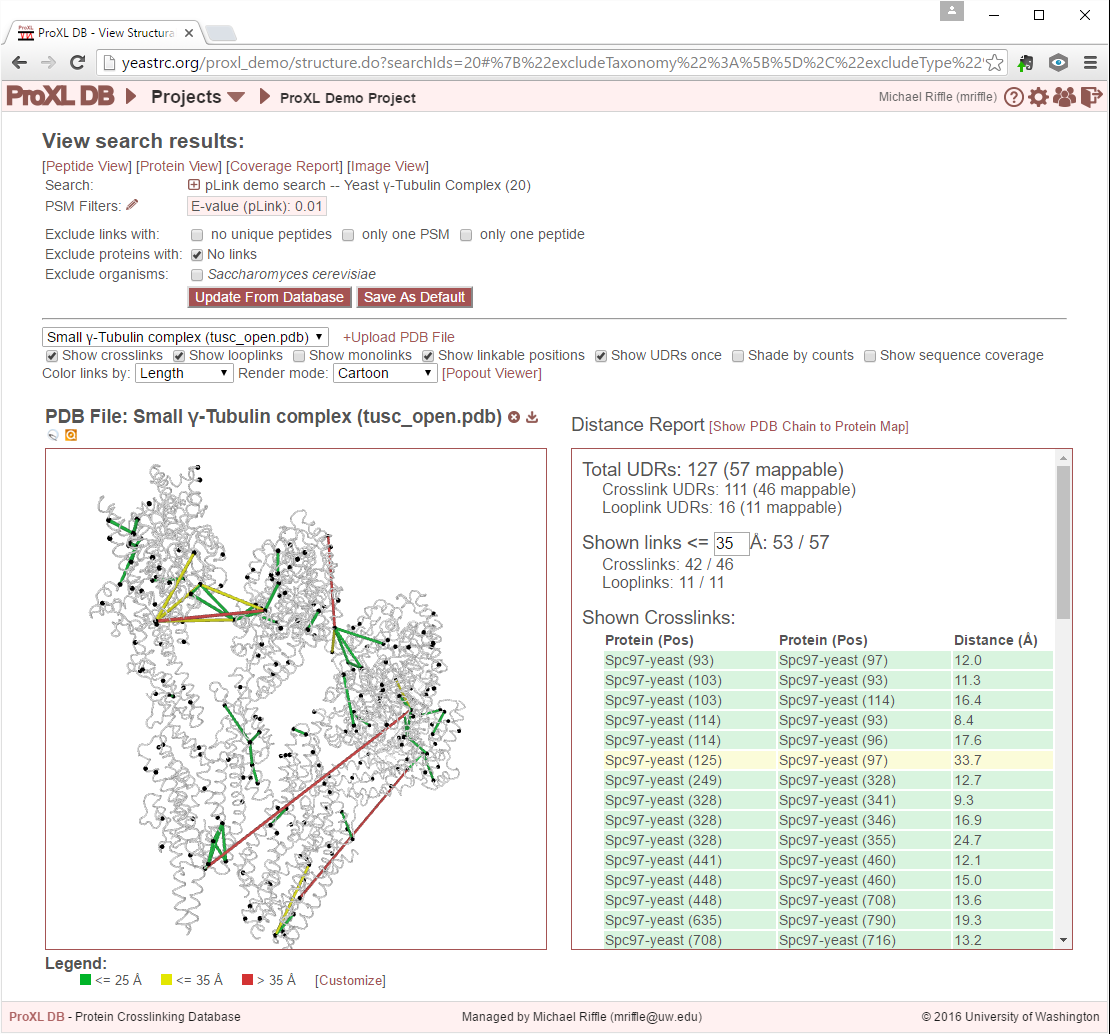 ProXL DB - View Structura
yeastrc.org/proxl_demo/structure.do?searchIds=20#%7B%22excludeTaxonomy%22%3A%5B%5D%2C%22excludeType%22
ProXL DB Projects ProXL Demo Project Michael Riffle (mriffle)
View search results:
[Peptide View] [Protein View] [Coverage Report] [Image View]
Search: pLink demo search -- Yeast γ-Tubulin Complex (20)
PSM Filters: E-value (pLink): 0.01
Exclude links with: no unique peptides only one PSM only one peptide
Exclude proteins with: No links
Exclude organisms: Saccharomyces cerevisiae
Update From Database Save As Default
Small γ-Tubulin complex (tusc_open.pdb) +Upload PDB File
Show crosslinks Show looplinks Show monolinks Show linkable positions Show UDRs once Shade by counts Show sequence coverage
Color links by: Length Render mode: Cartoon [Popout Viewer]
PDB File: Small γ-Tubulin complex (tusc_open.pdb)
Distance Report [Show PDB Chain to Protein Map]
Total UDRs: 127 (57 mappable)
Crosslink UDRs: 111 (46 mappable)
Looplink UDRs: 16 (11 mappable)
Shown links <= 35 Å: 53 / 57
Crosslinks: 42 / 46
Looplinks: 11 / 11
Shown Crosslinks:
Protein (Pos) Protein (Pos) Distance (Å)
Spc97-yeast (93) Spc97-yeast (97) 12.0
Spc97-yeast (103) Spc97-yeast (93) 11.3
Spc97-yeast (103) Spc97-yeast (114) 16.4
Spc97-yeast (114) Spc97-yeast (93) 8.4
Spc97-yeast (114) Spc97-yeast (96) 17.6
Spc97-yeast (125) Spc97-yeast (97) 33.7
Spc97-yeast (249) Spc97-yeast (328) 12.7
Spc97-yeast (328) Spc97-yeast (341) 9.3
Spc97-yeast (328) Spc97-yeast (346) 16.9
Spc97-yeast (328) Spc97-yeast (355) 24.7
Spc97-yeast (441) Spc97-yeast (460) 12.1
Spc97-yeast (448) Spc97-yeast (460) 15.0
Spc97-yeast (448) Spc97-yeast (708) 13.6
Spc97-yeast (635) Spc97-yeast (790) 19.3
Spc97-yeast (708) Spc97-yeast (716) 13.2
Legend:
<= 25 Å <= 35 Å > 35 Å [Customize]
ProXL DB - Protein Crosslinking Database Managed by Michael Riffle (mriffle@uw.edu) © 2016 University of Washington